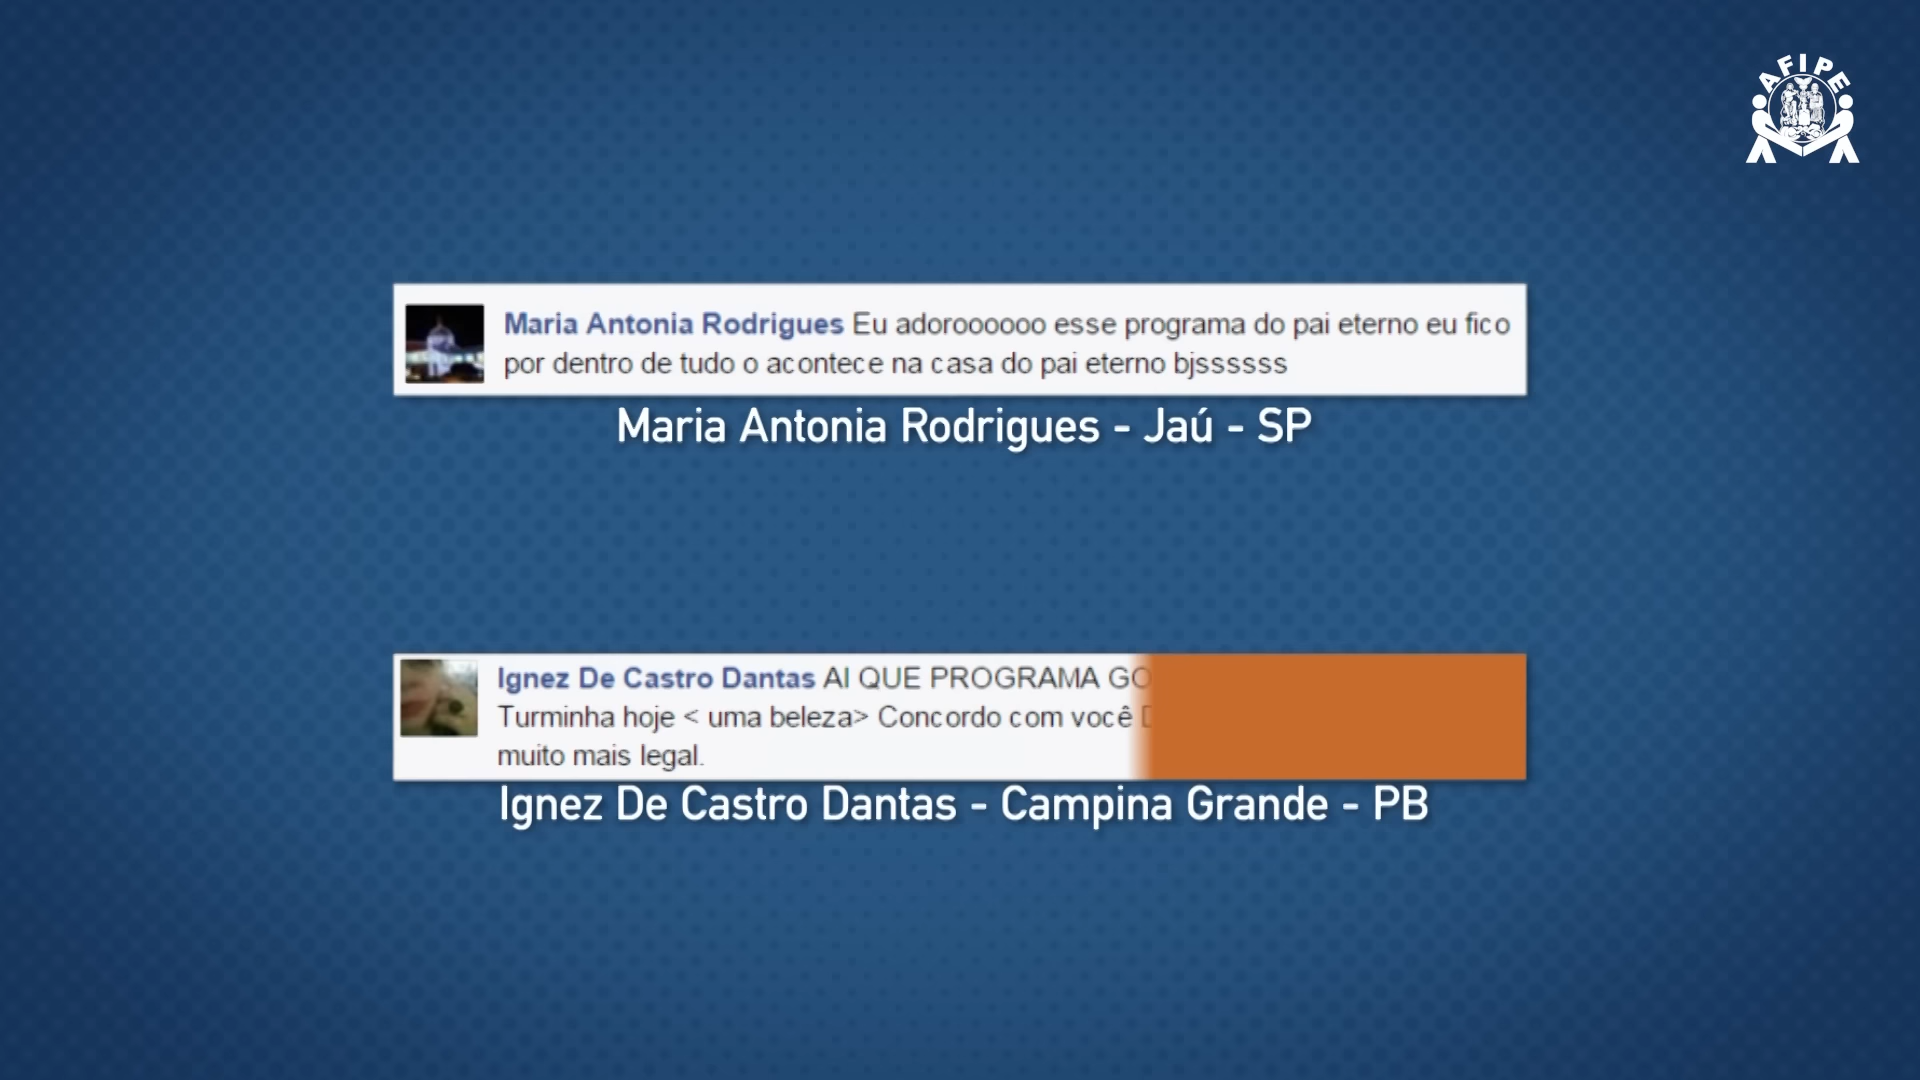 AFIPE
Maria Antonia Rodrigues Eu adoroooooo esse programa do pai eterno eu fico
por dentro de tudo o acontece na casa do pai eterno bjssssss
Maria Antonia Rodrigues - Jaú - SP
Ignez De Castro Dantas AI QUE PROGRAMA GO
Turminha hoje < uma beleza> Concordo com você
muito mais legal.
Ignez De Castro Dantas - Campina Grande - PB